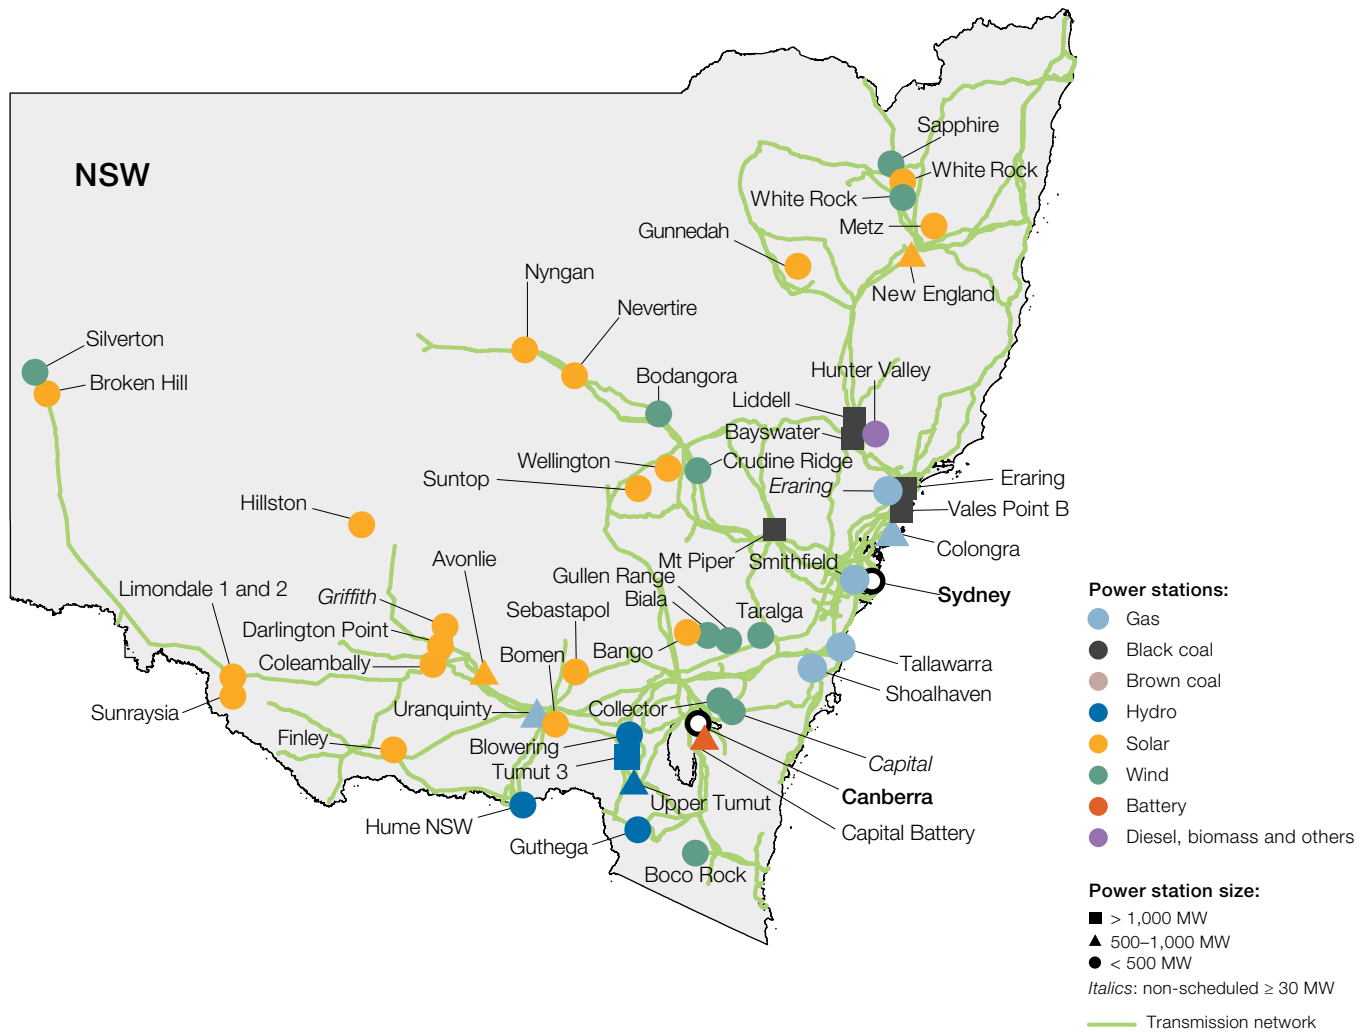 NSW
Sapphire
White Rock
White Rock
Metz
Gunnedah
New England
Nyngan
Nevertire
Silverton
Broken Hill
Bodangora
Hunter Valley
Liddell
Bayswater
Wellington
Crudine Ridge
Suntop
Eraring
Eraring
Vales Point B
Hillston
Colongra
Mt Piper
Smithfield
Avonlie
Gullen Range
Limondale 1 and 2
Griffith
Biala
Sydney
Sebastapol
Taralga
Darlington Point
Bango
Bomen
Coleambally
Tallawarra
Shoalhaven
Sunraysia
Uranquinty
Collector
Finley
Blowering
Capital
Tumut 3
Canberra
Upper Tumut
Hume NSW
Capital Battery
Guthega
Boco Rock
Power stations:
Gas
Black coal
Brown coal
Hydro
Solar
Wind
Battery
Diesel, biomass and others
Power station size:
> 1,000 MW
500–1,000 MW
< 500 MW
Italics: non-scheduled ≥ 30 MW
Transmission network